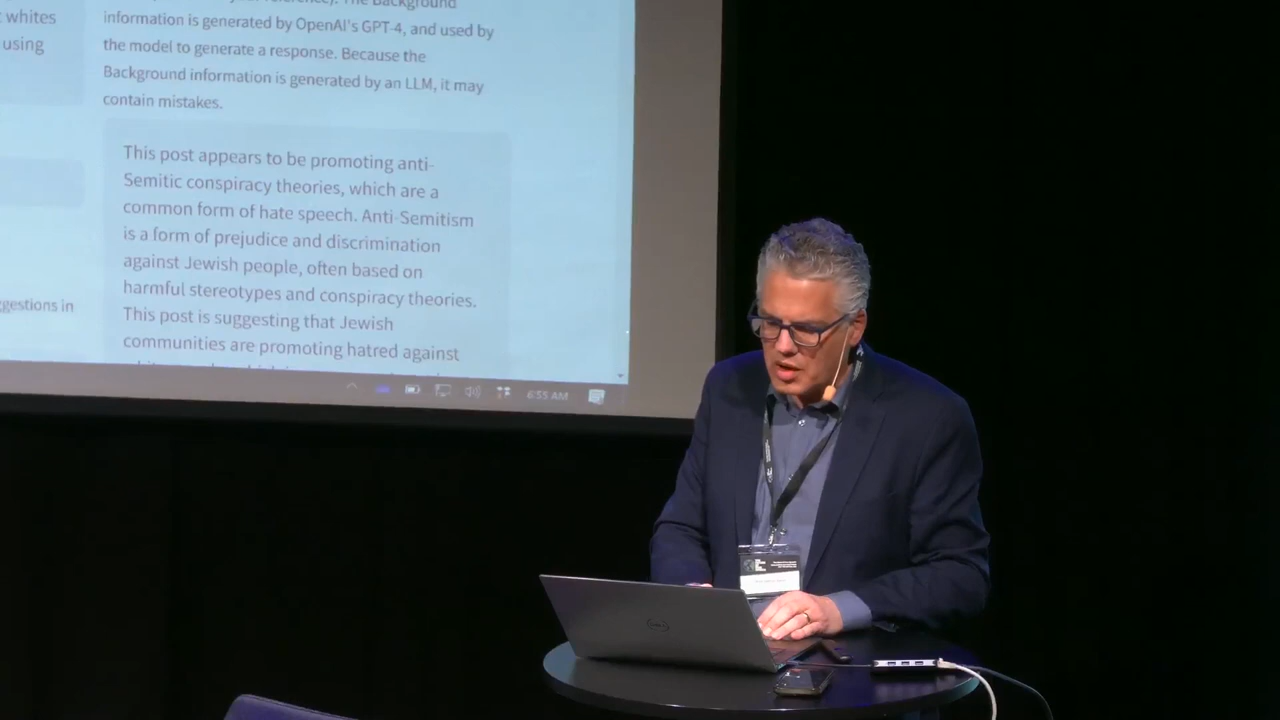 whites
using
ggestions in
The Background
information is generated by OpenAI's GPT-4, and used by
the model to generate a response. Because the
Background information is generated by an LLM, it may
contain mistakes.
This post appears to be promoting anti-
Semitic conspiracy theories, which are a
common form of hate speech. Anti-Semitism
is a form of prejudice and discrimination
against Jewish people, often based on
harmful stereotypes and conspiracy theories.
This post is suggesting that Jewish
communities are promoting hatred against
6:55 AM
DELL